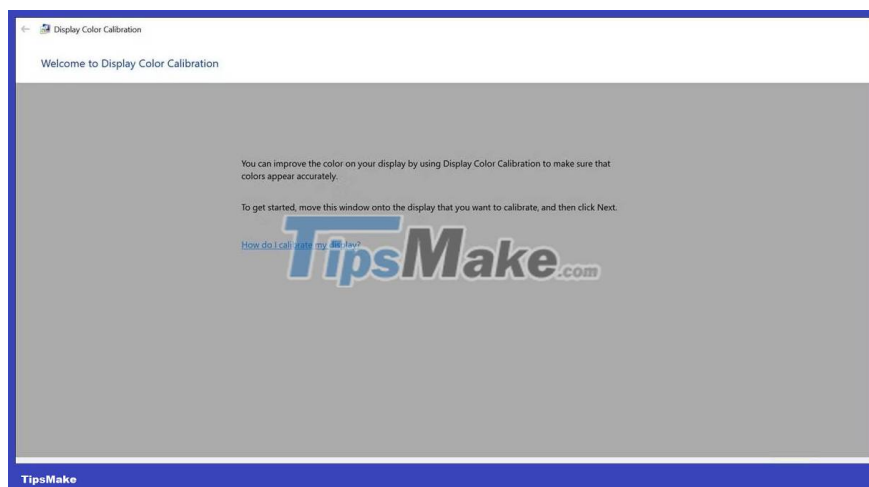 Display Color Calibration
Welcome to Display Color Calibration
You can improve the color on your display by using Display Color Calibration to make sure that
colors appear accurately.
To get started, move this window onto the display that you want to calibrate, and then click Next.
How do I calibrate my display?
TipsMake.com
TipsMake